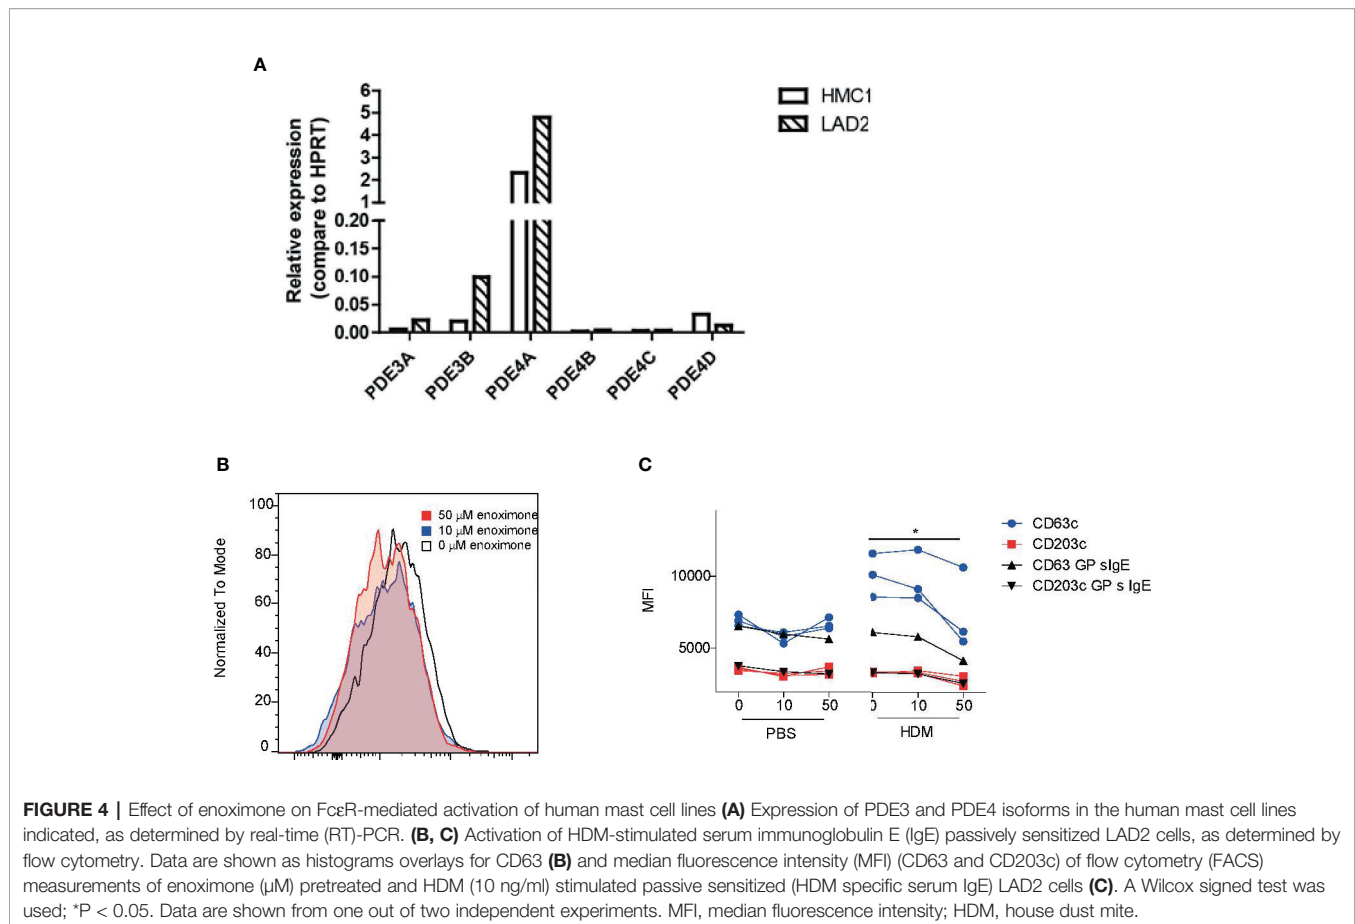 A
Relative expression
(compare to HPRT)
6
5
4
3
2
1
0.20
0.15
0.10
0.05
0.00
PDE3A
PDE3B
PDE4A
PDE4B
PDE4C
PDE4D
HMC1
LAD2
B
Normalized To Mode
100
80
60
40
20
0
50 µM enoximone
10 µM enoximone
0 µM enoximone
C
MFI
10000
5000
*
0 10 50 0 10 50
PBS HDM
CD63c
CD203c
CD63 GP sIgE
CD203c GP s IgE
FIGURE 4 | Effect of enoximone on FcεR-mediated activation of human mast cell lines (A) Expression of PDE3 and PDE4 isoforms in the human mast cell lines
indicated, as determined by real-time (RT)-PCR. (B, C) Activation of HDM-stimulated serum immunoglobulin E (IgE) passively sensitized LAD2 cells, as determined by
flow cytometry. Data are shown as histograms overlays for CD63 (B) and median fluorescence intensity (MFI) (CD63 and CD203c) of flow cytometry (FACS)
measurements of enoximone (µM) pretreated and HDM (10 ng/ml) stimulated passive sensitized (HDM specific serum IgE) LAD2 cells (C). A Wilcox signed test was
used; *P < 0.05. Data are shown from one out of two independent experiments. MFI, median fluorescence intensity; HDM, house dust mite.